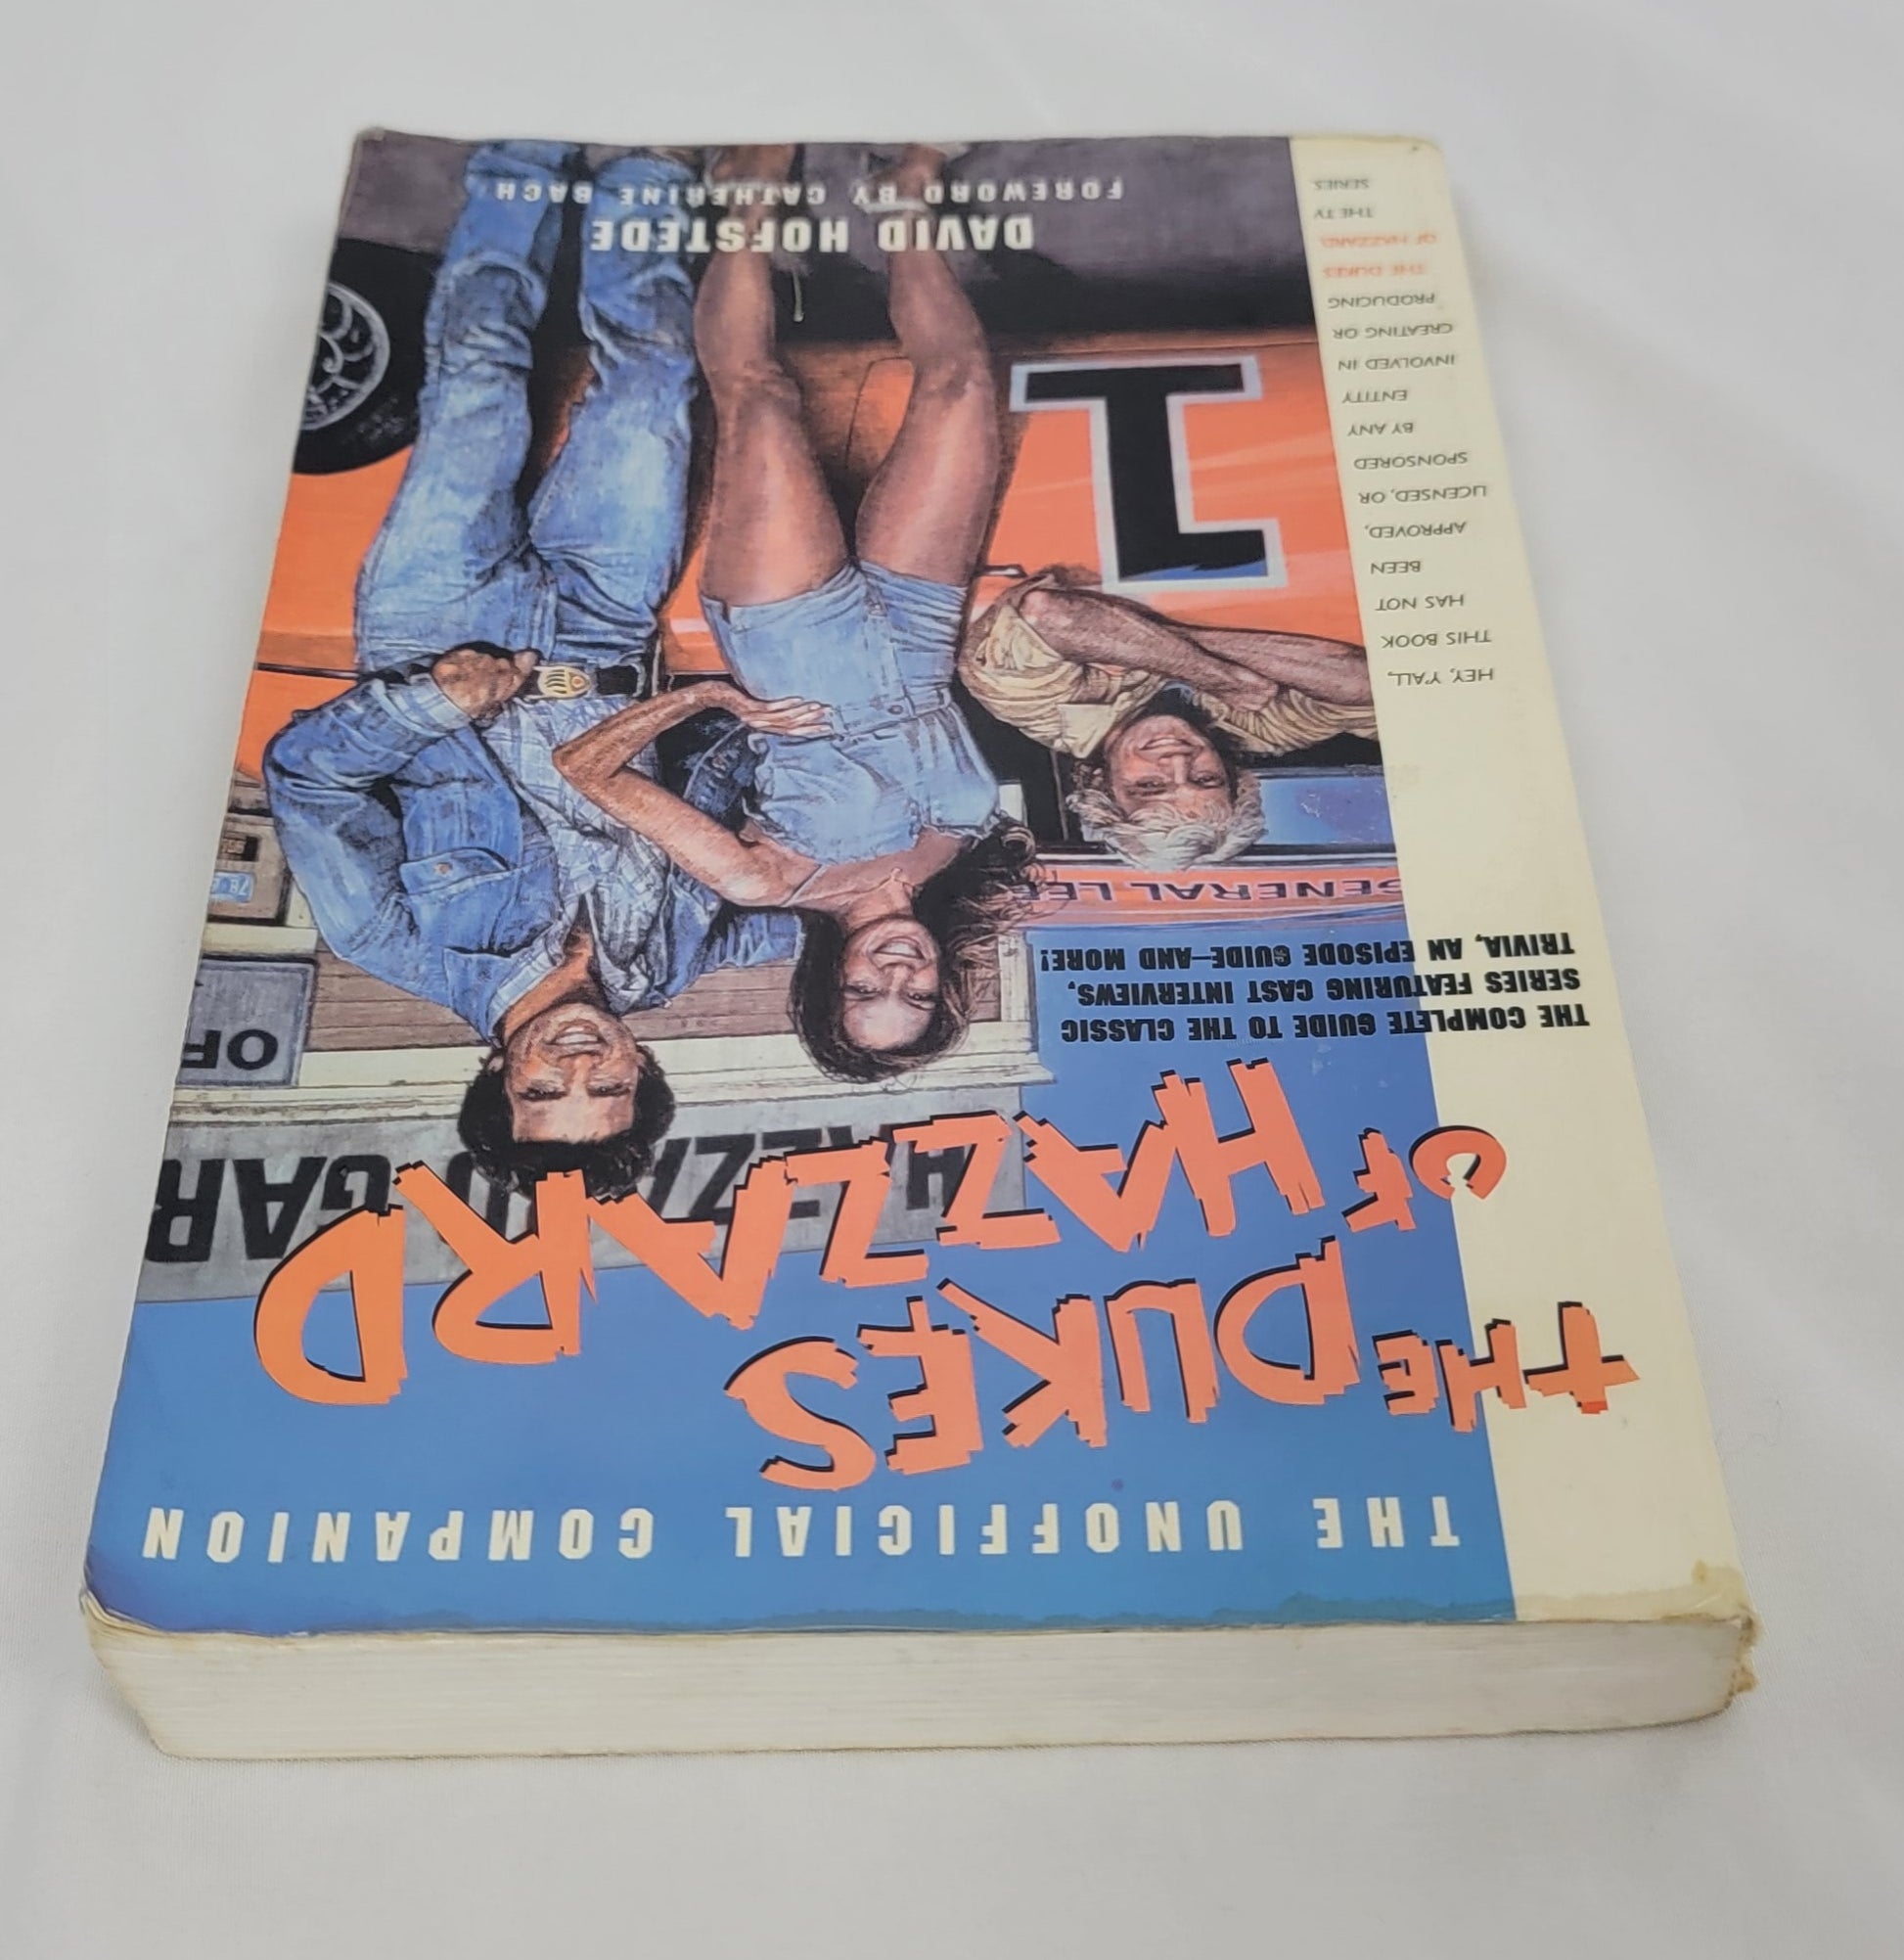 THE UNOFFICIAL COMPANION
THE DUKES
OF HAZZARD
THE COMPLETE GUIDE TO THE CLASSIC
SERIES FEATURING CAST INTERVIEWS,
TRIVIA, AN EPISODE GUIDE—AND MORE!
HEY, Y'ALL,
THIS BOOK
HAS NOT
BEEN
APPROVED,
LICENSED, OR
SPONSORED
BY ANY
ENTITY
INVOLVED IN
CREATING OR
PRODUCING
THE DUKES
OF HAZZARD
THE TV
SERIES
GENERAL LEE
GAR
OF
1
DAVID HOFSTEDE
FOREWORD BY CATHERINE BACH